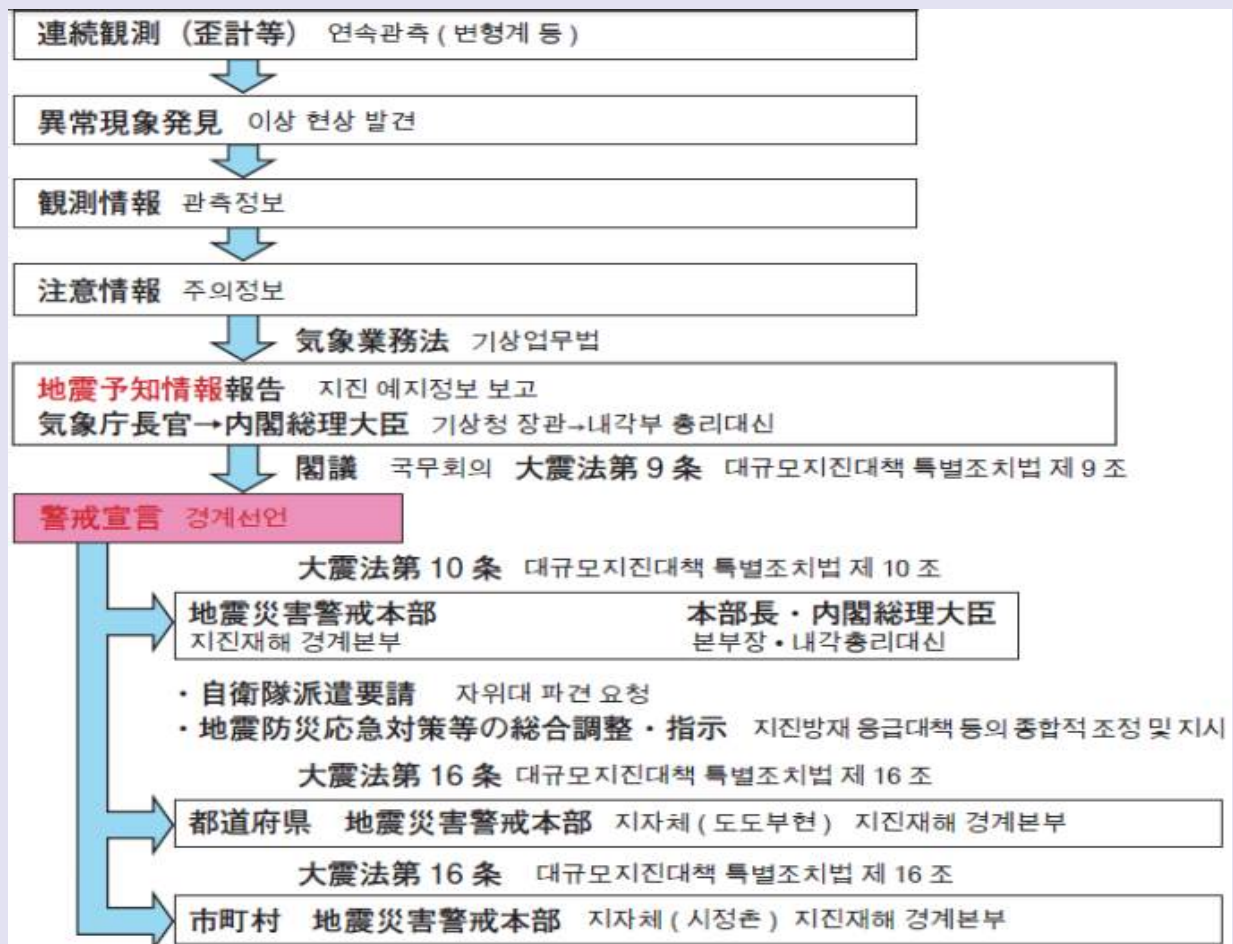 連続観測（歪計等） 연속관측 ( 변형계 등 )
異常現象発見 이상 현상 발견
観測情報 관측정보
注意情報 주의정보
気象業務法 기상업무법
地震予知情報報告 지진 예지정보 보고
気象庁長官→内閣総理大臣 기상청 장관→내각부 총리대신
閣議 국무회의 大震法第 9 条 대규모지진대책 특별조치법 제 9 조
警戒宣言 경계선언
大震法第 10 条 대규모지진대책 특별조치법 제 10 조
地震災害警戒本部 本部長・内閣総理大臣
지진재해 경계본부 본부장・내각총리대신
・自衛隊派遣要請 자위대 파견 요청
・地震防災応急対策等の総合調整・指示 지진방재 응급대책 등의 종합적 조정 및 지시
大震法第 16 条 대규모지진대책 특별조치법 제 16 조
都道府県 地震災害警戒本部 지자체 ( 도도부현 ) 지진재해 경계본부
大震法第 16 条 대규모지진대책 특별조치법 제 16 조
市町村 地震災害警戒本部 지자체 ( 시정촌 ) 지진재해 경계본부